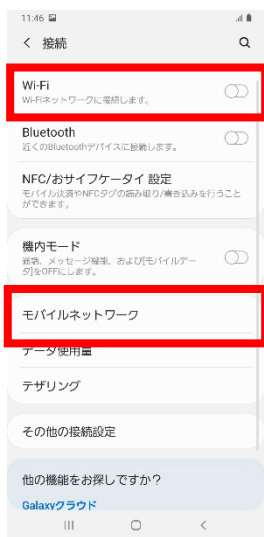 11:46
接続
Wi-Fi
Wi-Fiネットワークに接続します。
Bluetooth
近くのBluetoothデバイスに接続します。
NFC/おサイフケータイ 設定
モバイル決済やNFCタグの読み取り/書き込みを行うこと
ができます。
機内モード
通話、メッセージ機能、および[モバイルデー
タ]をOFFにします。
モバイルネットワーク
データ使用量
テザリング
その他の接続設定
他の機能をお探しですか?
Galaxyクラウド